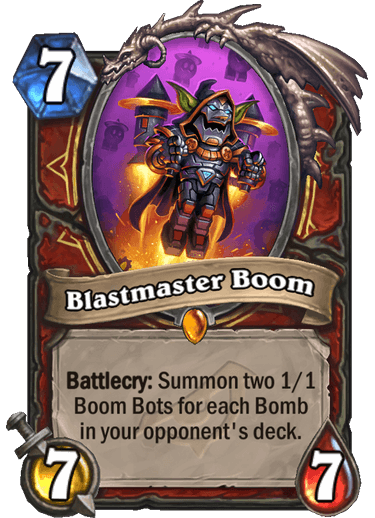 7
Blastmaster Boom
Battlecry: Summon two 1/1
Boom Bots for each Bomb
in your opponent's deck.
7
7